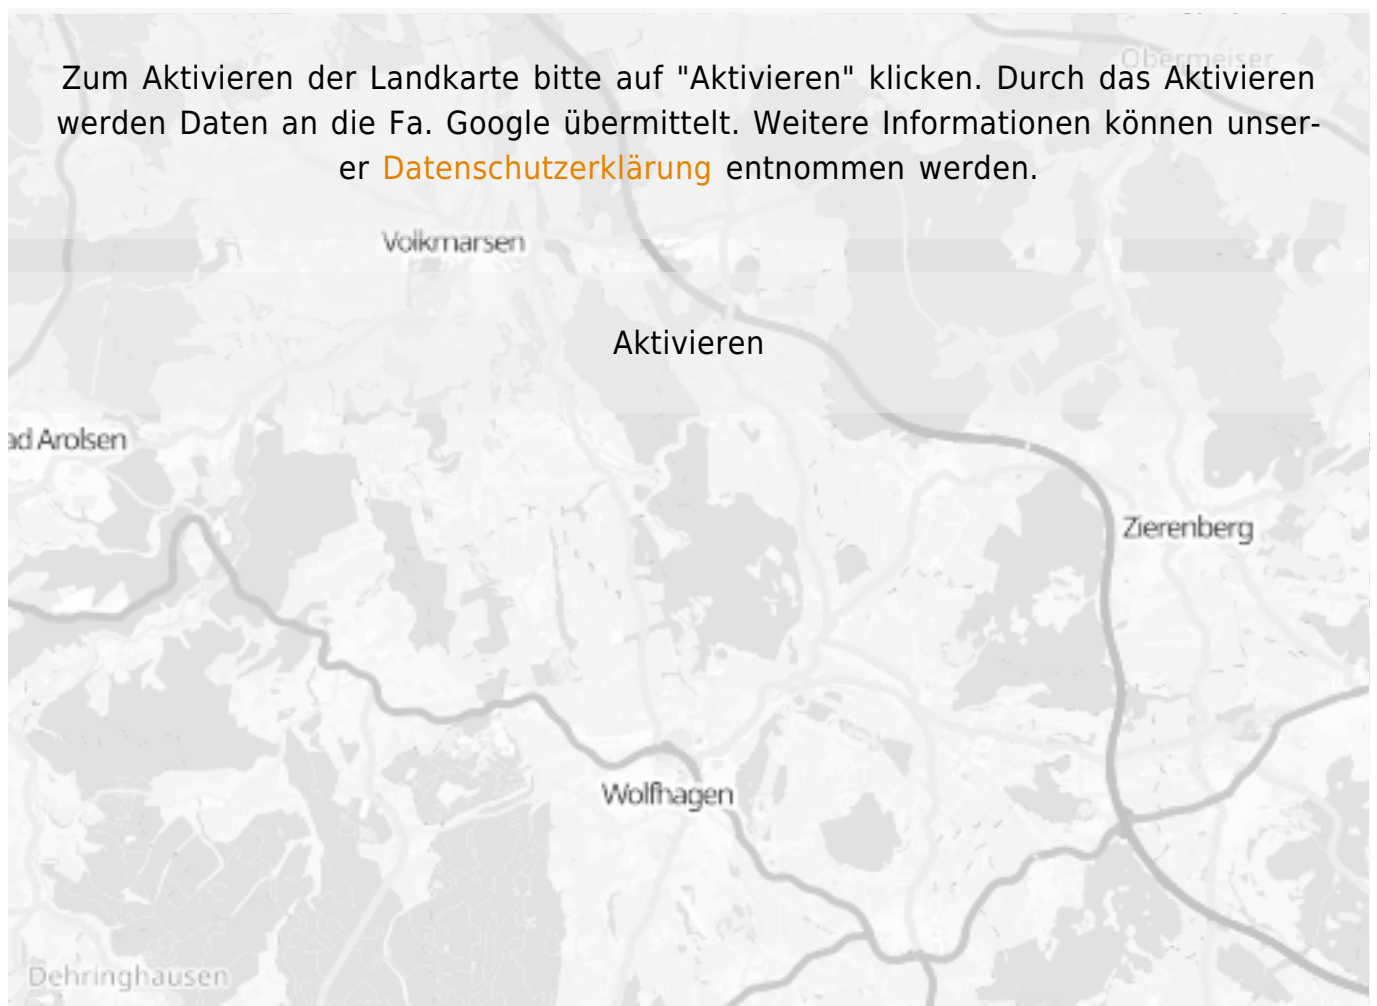 Obermeiser
Zum Aktivieren der Landkarte bitte auf "Aktivieren" klicken. Durch das Aktivieren
werden Daten an die Fa. Google übermittelt. Weitere Informationen können unser-
er Datenschutzerklärung entnommen werden.
Volkmarsen
Aktivieren
ad Arolsen
Zierenberg
Wolfhagen
Dehringhausen